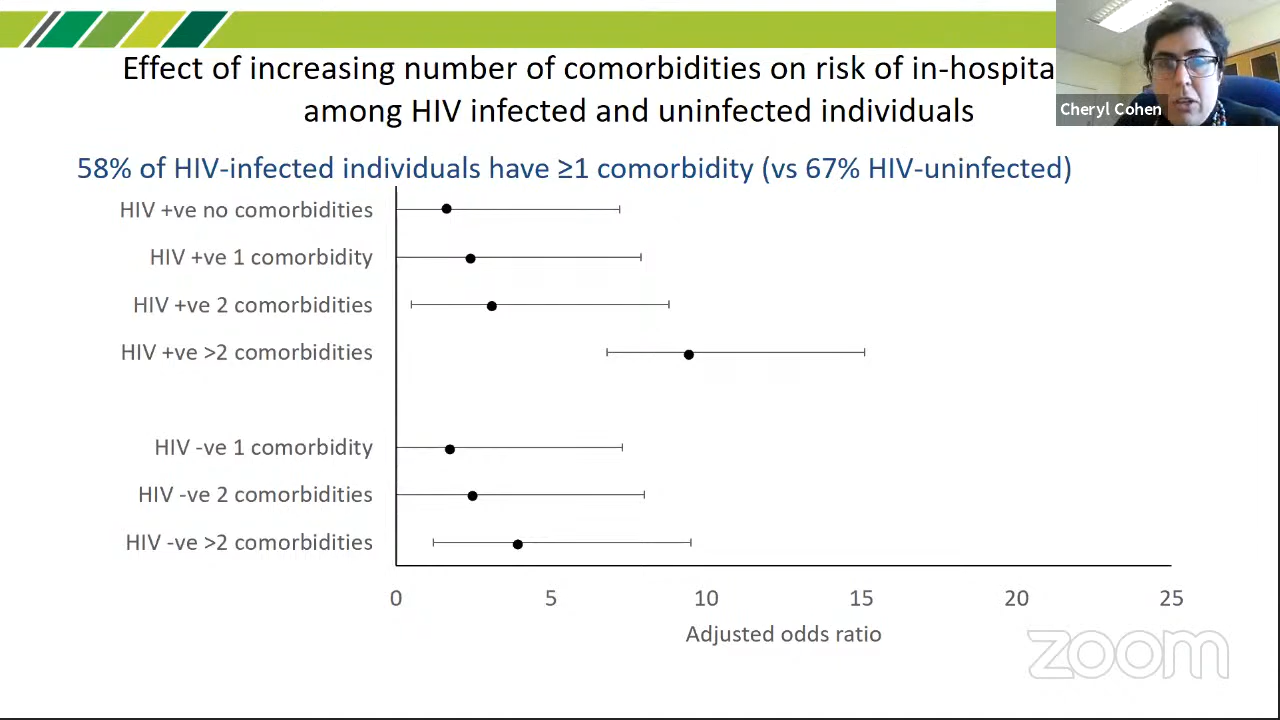 Effect of increasing number of comorbidities on risk of in-hospita
among HIV infected and uninfected individuals
Cheryl Cohen
58% of HIV-infected individuals have ≥1 comorbidity (vs 67% HIV-uninfected)
HIV +ve no comorbidities
HIV +ve 1 comorbidity
HIV +ve 2 comorbidities
HIV +ve >2 comorbidities
HIV -ve 1 comorbidity
HIV -ve 2 comorbidities
HIV -ve >2 comorbidities
0 5 10 15 20 25
Adjusted odds ratio
zoom